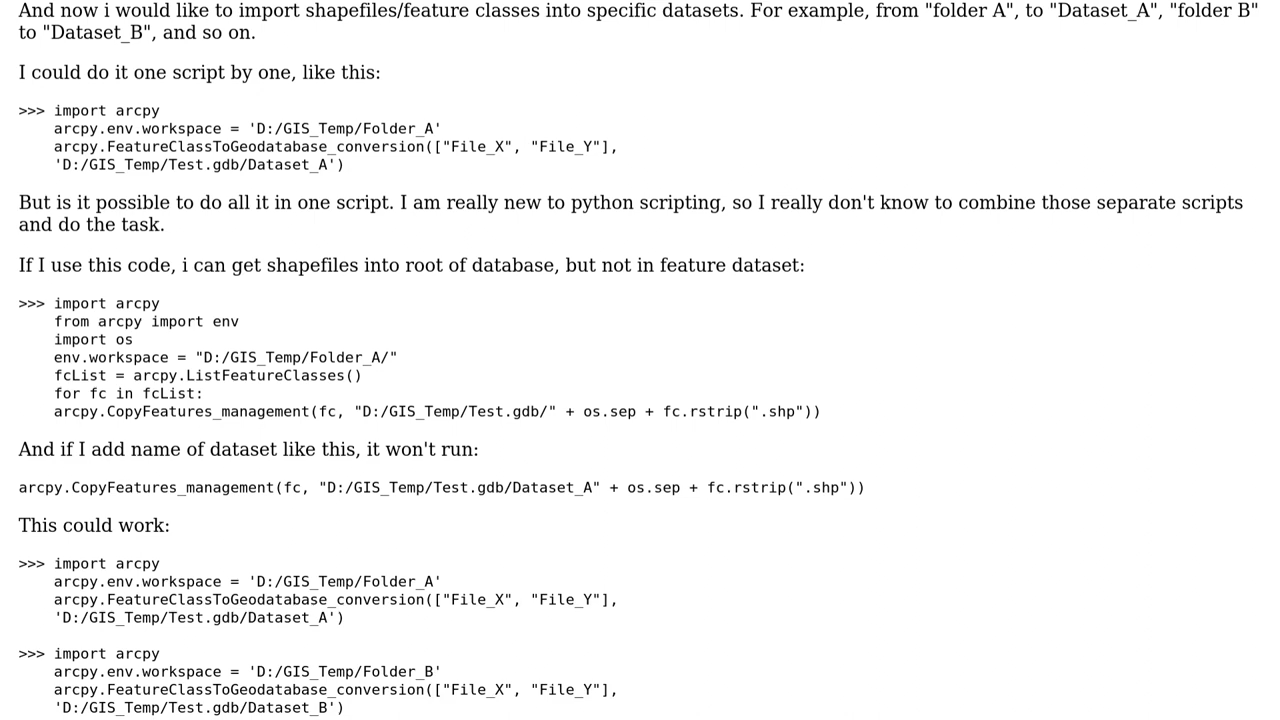 And now i would like to import shapefiles/feature classes into specific datasets. For example, from "folder A", to "Dataset_A", "folder B"
to "Dataset_B", and so on.
I could do it one script by one, like this:
>>> import arcpy
    arcpy.env.workspace = 'D:/GIS_Temp/Folder_A'
    arcpy.FeatureClassToGeodatabase_conversion(["File_X", "File_Y"],
    'D:/GIS_Temp/Test.gdb/Dataset_A')
But is it possible to do all it in one script. I am really new to python scripting, so I really don't know to combine those separate scripts
and do the task.
If I use this code, i can get shapefiles into root of database, but not in feature dataset:
>>> import arcpy
    from arcpy import env
    import os
    env.workspace = "D:/GIS_Temp/Folder_A/"
    fcList = arcpy.ListFeatureClasses()
    for fc in fcList:
    arcpy.CopyFeatures_management(fc, "D:/GIS_Temp/Test.gdb/" + os.sep + fc.rstrip(".shp"))
And if I add name of dataset like this, it won't run:
arcpy.CopyFeatures_management(fc, "D:/GIS_Temp/Test.gdb/Dataset_A" + os.sep + fc.rstrip(".shp"))
This could work:
>>> import arcpy
    arcpy.env.workspace = 'D:/GIS_Temp/Folder_A'
    arcpy.FeatureClassToGeodatabase_conversion(["File_X", "File_Y"],
    'D:/GIS_Temp/Test.gdb/Dataset_A')
>>> import arcpy
    arcpy.env.workspace = 'D:/GIS_Temp/Folder_B'
    arcpy.FeatureClassToGeodatabase_conversion(["File_X", "File_Y"],
    'D:/GIS_Temp/Test.gdb/Dataset_B')